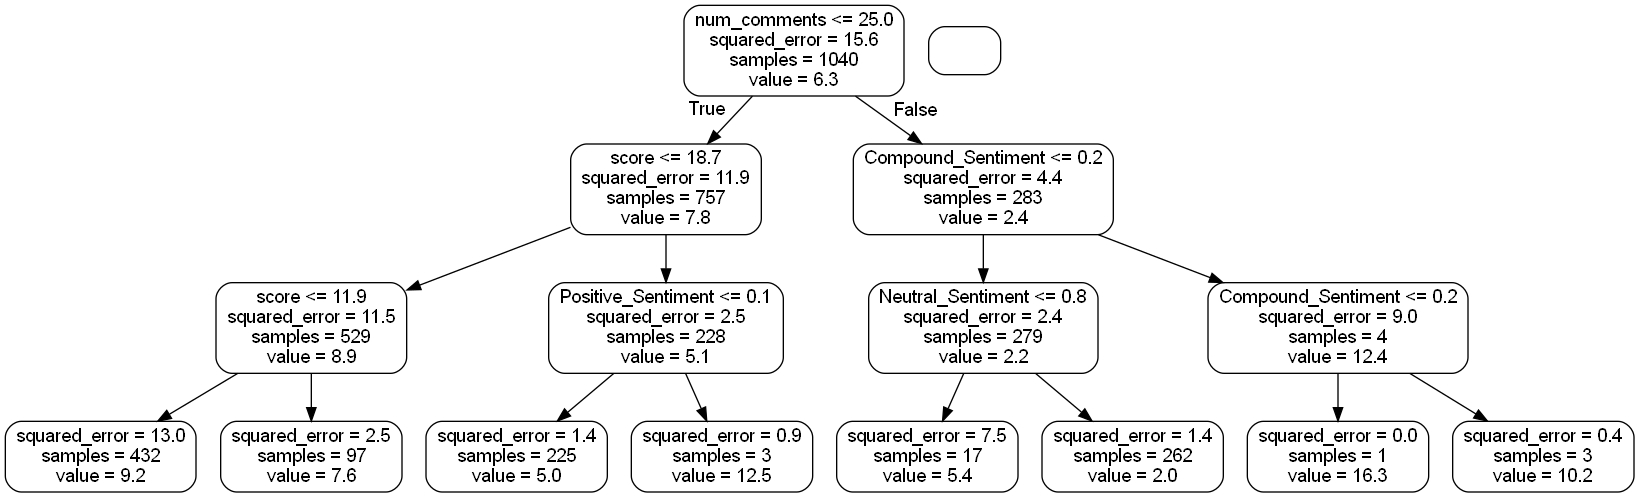 num_comments <= 25.0
squared_error = 15.6
samples = 1040
value = 6.3
True
False
score <= 18.7
squared_error = 11.9
samples = 757
value = 7.8
Compound_Sentiment <= 0.2
squared_error = 4.4
samples = 283
value = 2.4
score <= 11.9
squared_error = 11.5
samples = 529
value = 8.9
Positive_Sentiment <= 0.1
squared_error = 2.5
samples = 228
value = 5.1
Neutral_Sentiment <= 0.8
squared_error = 2.4
samples = 279
value = 2.2
Compound_Sentiment <= 0.2
squared_error = 9.0
samples = 4
value = 12.4
squared_error = 13.0
samples = 432
value = 9.2
squared_error = 2.5
samples = 97
value = 7.6
squared_error = 1.4
samples = 225
value = 5.0
squared_error = 0.9
samples = 3
value = 12.5
squared_error = 7.5
samples = 17
value = 5.4
squared_error = 1.4
samples = 262
value = 2.0
squared_error = 0.0
samples = 1
value = 16.3
squared_error = 0.4
samples = 3
value = 10.2